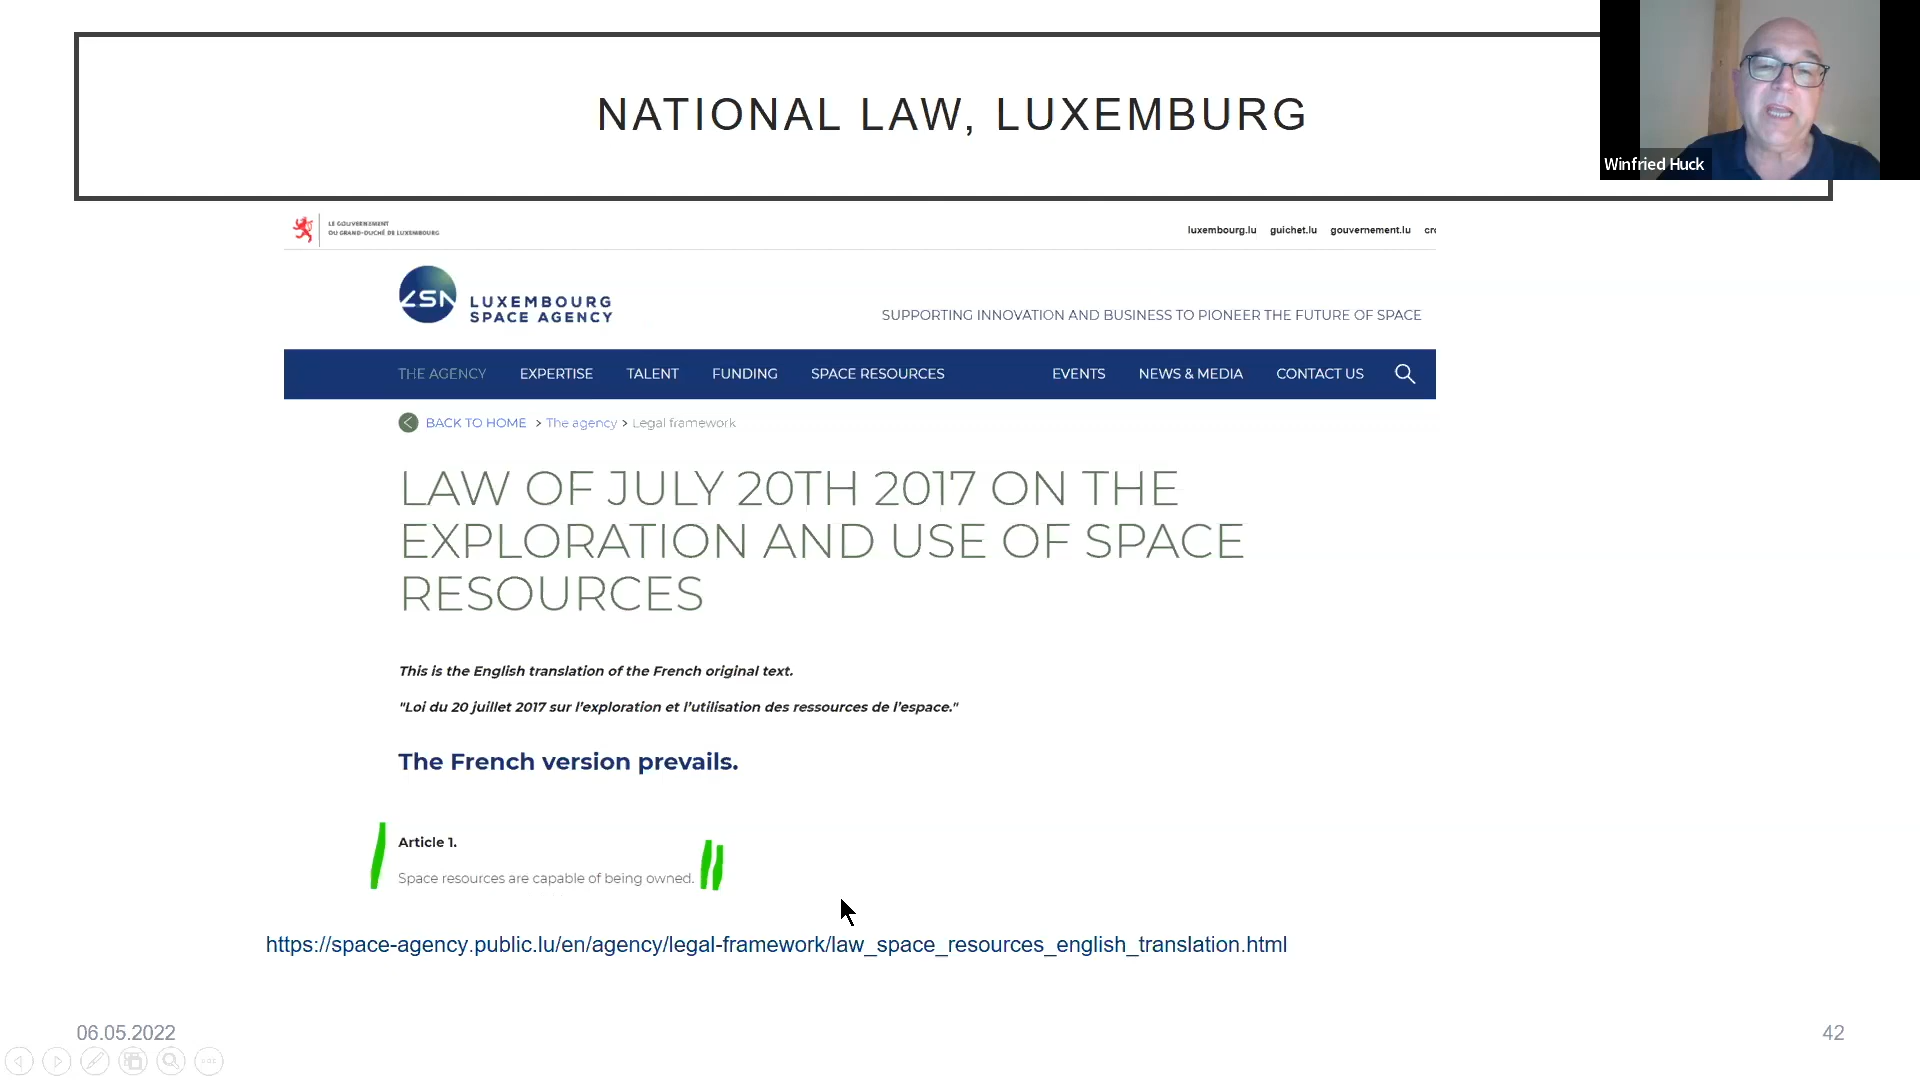 NATIONAL LAW, LUXEMBURG
Winfried Huck
LE GOUVERNEMENT
DU GRAND-DUCHÉ DE LUXEMBOURG
luxembourg.lu guichet.lu gouvernement.lu
LSA LUXEMBOURG
SPACE AGENCY
SUPPORTING INNOVATION AND BUSINESS TO PIONEER THE FUTURE OF SPACE
THE AGENCY EXPERTISE TALENT FUNDING SPACE RESOURCES EVENTS NEWS & MEDIA CONTACT US
BACK TO HOME > The agency > Legal framework
LAW OF JULY 20TH 2017 ON THE
EXPLORATION AND USE OF SPACE
RESOURCES
This is the English translation of the French original text.
"Loi du 20 juillet 2017 sur l’exploration et l’utilisation des ressources de l’espace."
The French version prevails.
Article 1.
Space resources are capable of being owned.
https://space-agency.public.lu/en/agency/legal-framework/law_space_resources_english_translation.html
06.05.2022
42